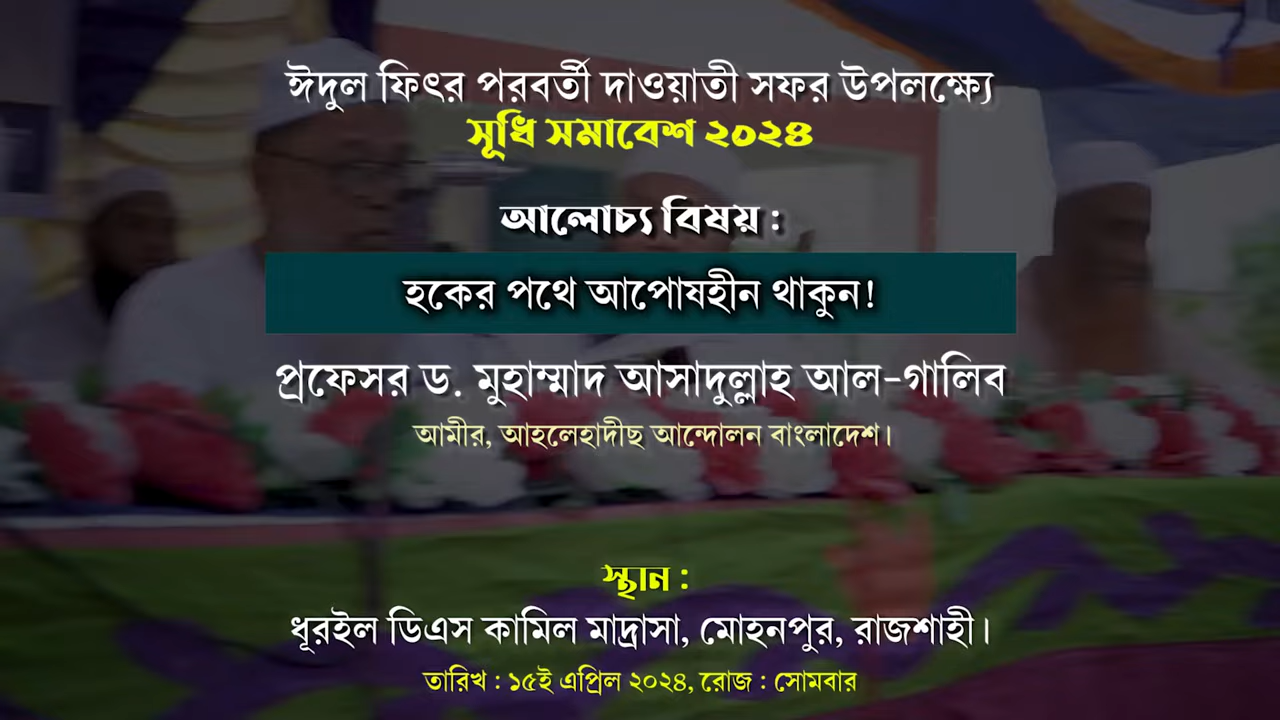 ঈদুল ফিৎর পরবর্তী দাওয়াতী সফর উপলক্ষ্যে
সূধি সমাবেশ ২০২৪
আলোচ্য বিষয় :
হকের পথে আপোষহীন থাকুন!
প্রফেসর ড. মুহাম্মাদ আসাদুল্লাহ আল-গালিব
আমীর, আহলেহাদীছ আন্দোলন বাংলাদেশ।
স্থান :
ধূরইল ডিএস কামিল মাদ্রাসা, মোহনপুর, রাজশাহী।
তারিখ : ১৫ই এপ্রিল ২০২৪, রোজ : সোমবার